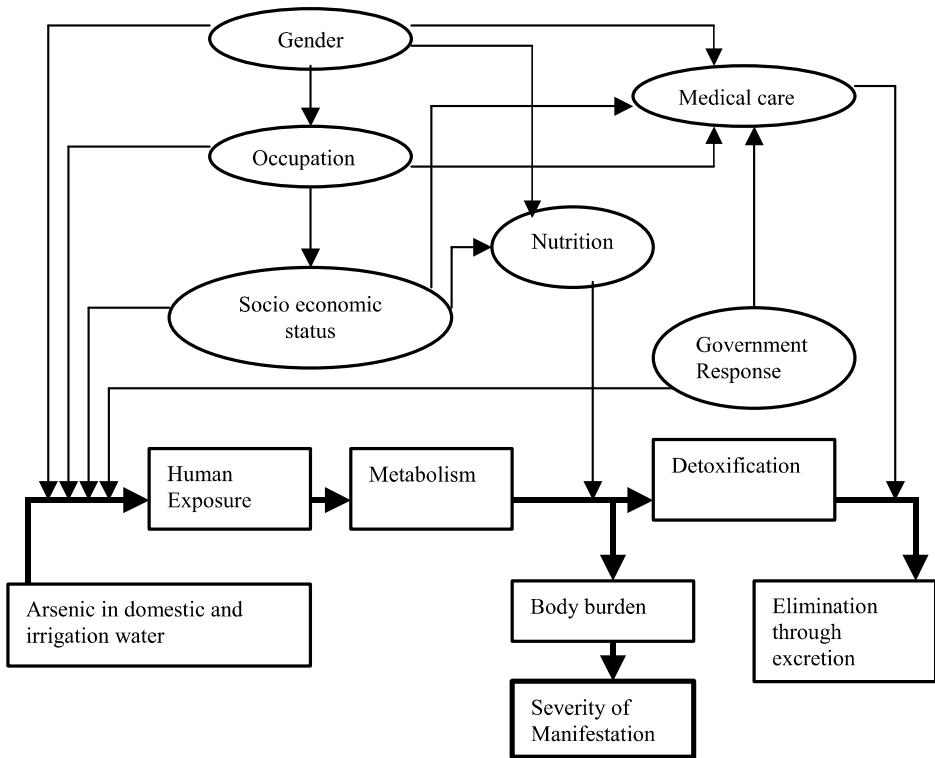 Gender
Medical care
Occupation
Nutrition
Socio economic
status
Government
Response
Human
Exposure
Metabolism
Detoxification
Arsenic in domestic and
irrigation water
Body burden
Elimination
through
excretion
Severity of
Manifestation